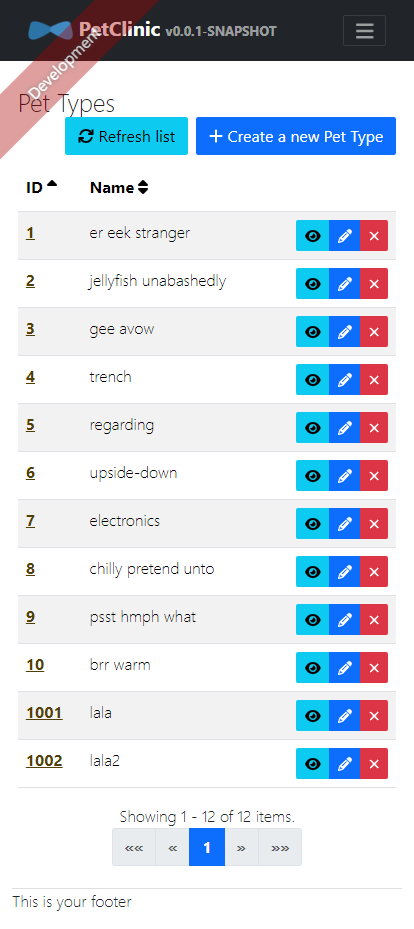 PetClinic v0.0.1-SNAPSHOT
Development
Pet Types
Refresh list
Create a new Pet Type
ID Name
1 er eek stranger
2 jellyfish unabashedly
3 gee avow
4 trench
5 regarding
6 upside-down
7 electronics
8 chilly pretend unto
9 psst hmph what
10 brr warm
1001 lala
1002 lala2
Showing 1 - 12 of 12 items.
«« « 1 » »»
This is your footer